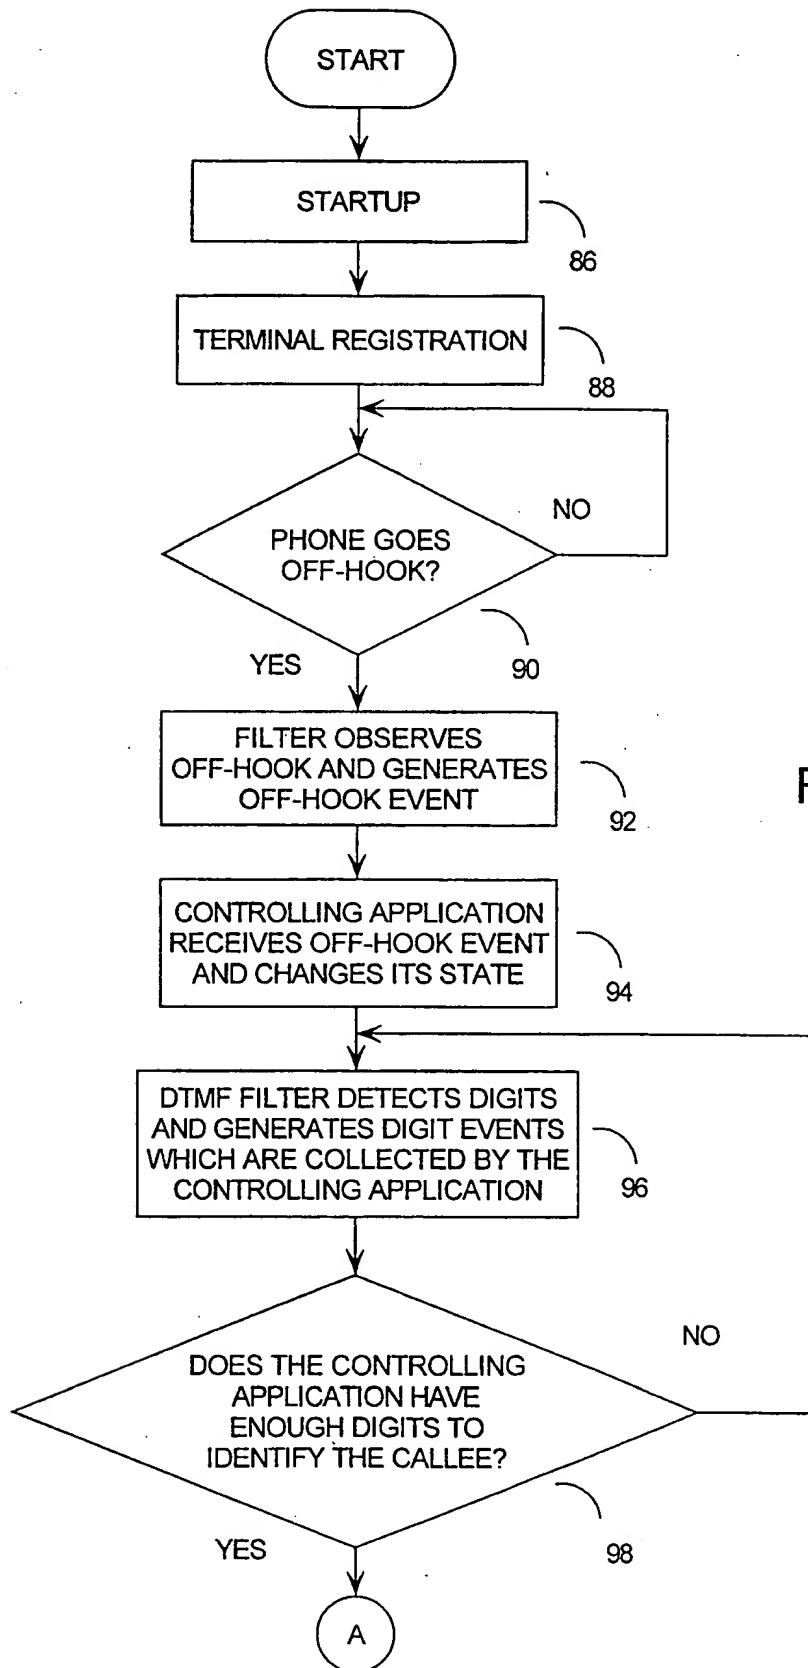 START
STARTUP
86
TERMINAL REGISTRATION
88
NO
PHONE GOES
OFF-HOOK?
YES
90
FILTER OBSERVES
OFF-HOOK AND GENERATES
OFF-HOOK EVENT
92
F
CONTROLLING APPLICATION
RECEIVES OFF-HOOK EVENT
AND CHANGES ITS STATE
94
DTMF FILTER DETECTS DIGITS
AND GENERATES DIGIT EVENTS
WHICH ARE COLLECTED BY THE
CONTROLLING APPLICATION
96
NO
DOES THE CONTROLLING
APPLICATION HAVE
ENOUGH DIGITS TO
IDENTIFY THE CALLEE?
YES
98
A